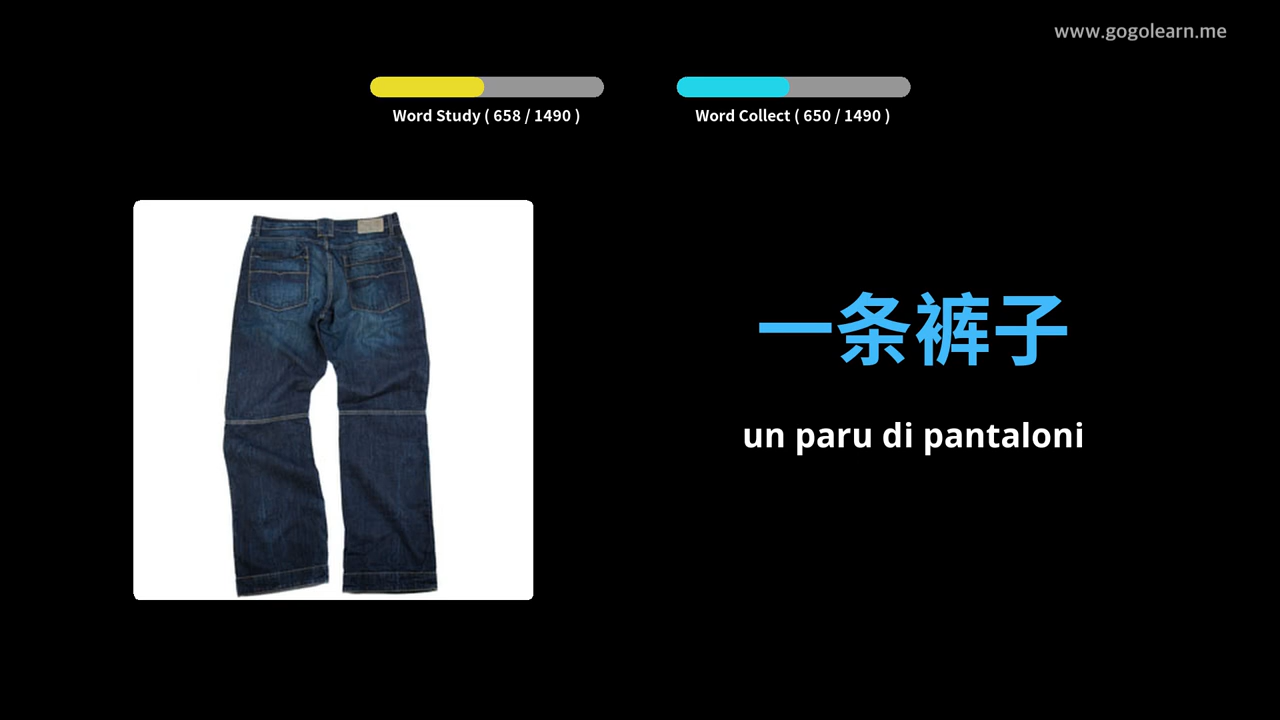 www.gogolearn.me
Word Study ( 658 / 1490 )
Word Collect ( 650 / 1490 )
一条裤子
un paru di pantaloni